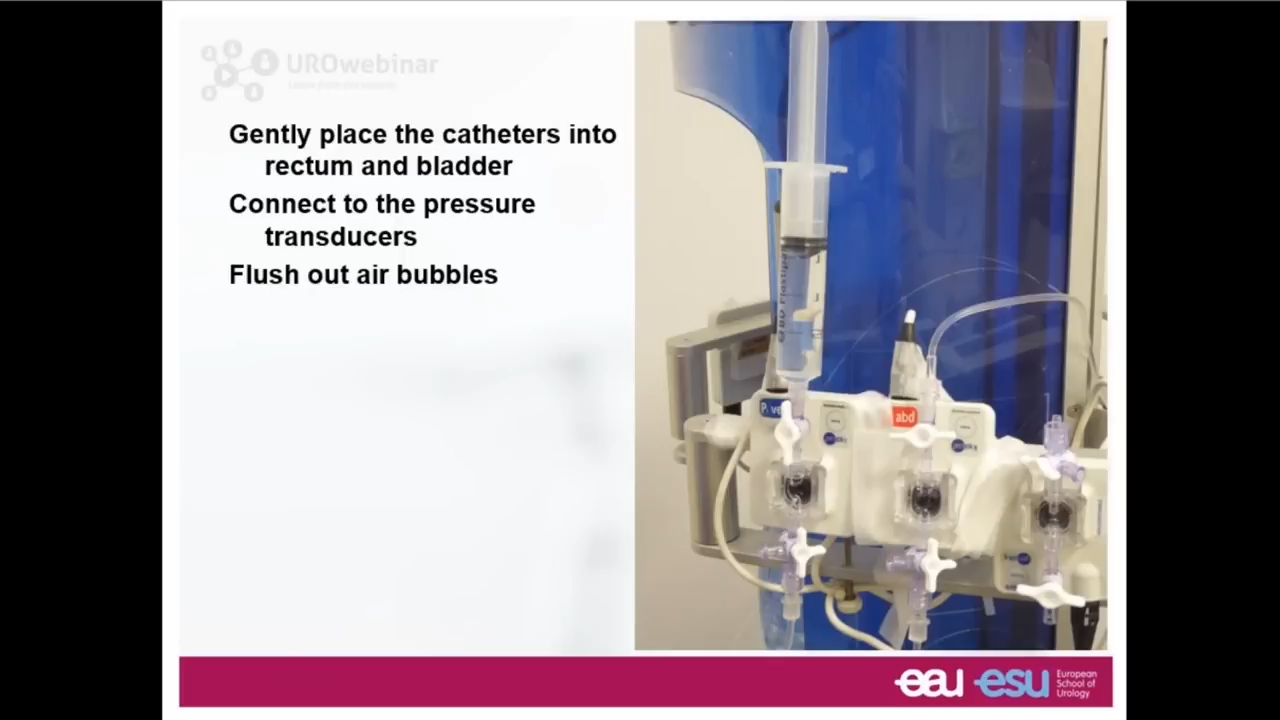 UROwebinar
Gently place the catheters into
rectum and bladder
Connect to the pressure
transducers
Flush out air bubbles
abd
eau esu European
School of
Urology